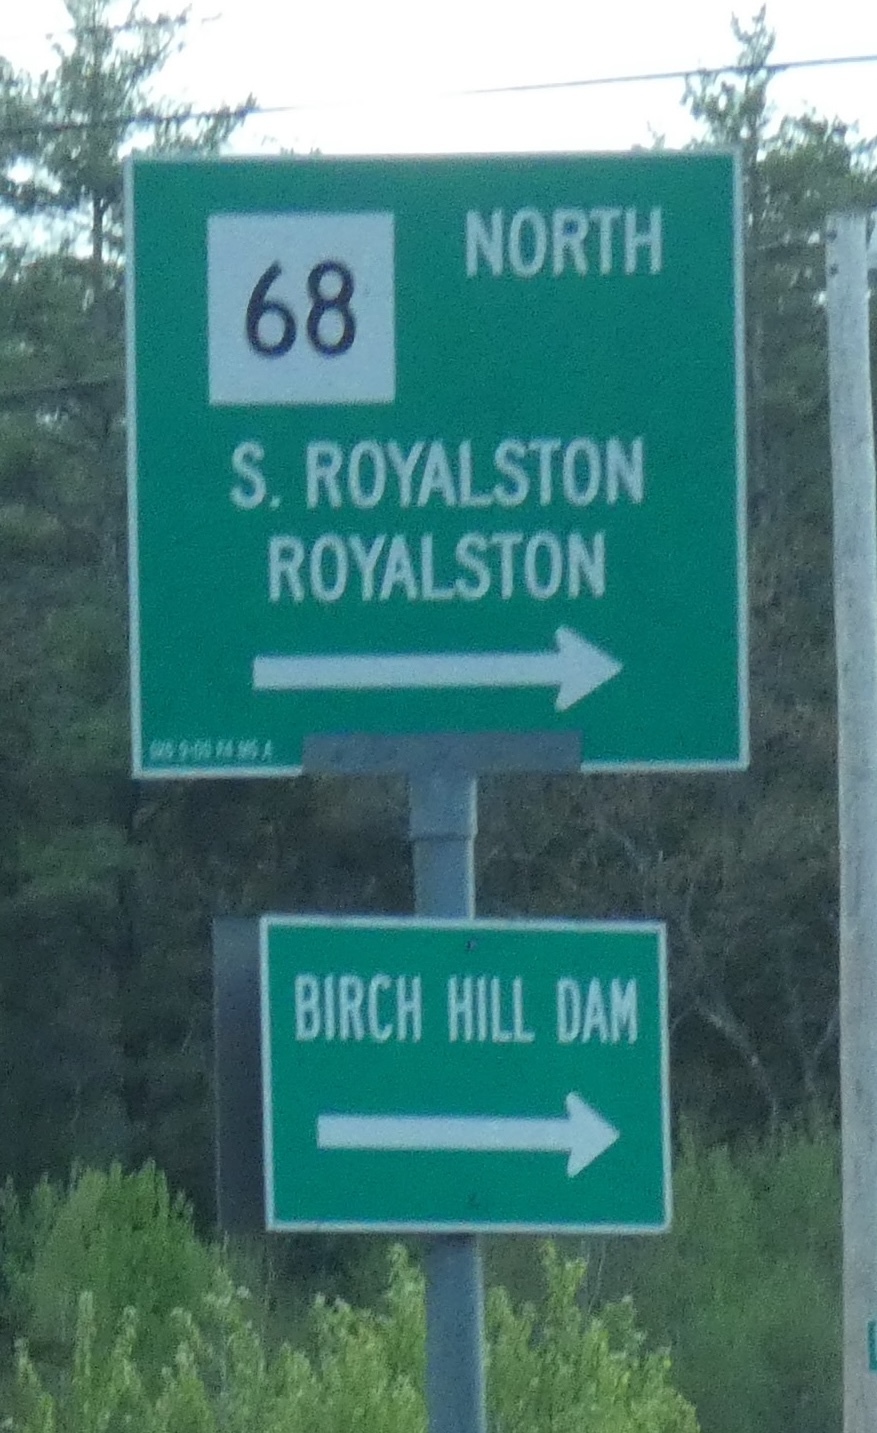 68 NORTH
S. ROYALSTON
ROYALSTON
BIRCH HILL DAM